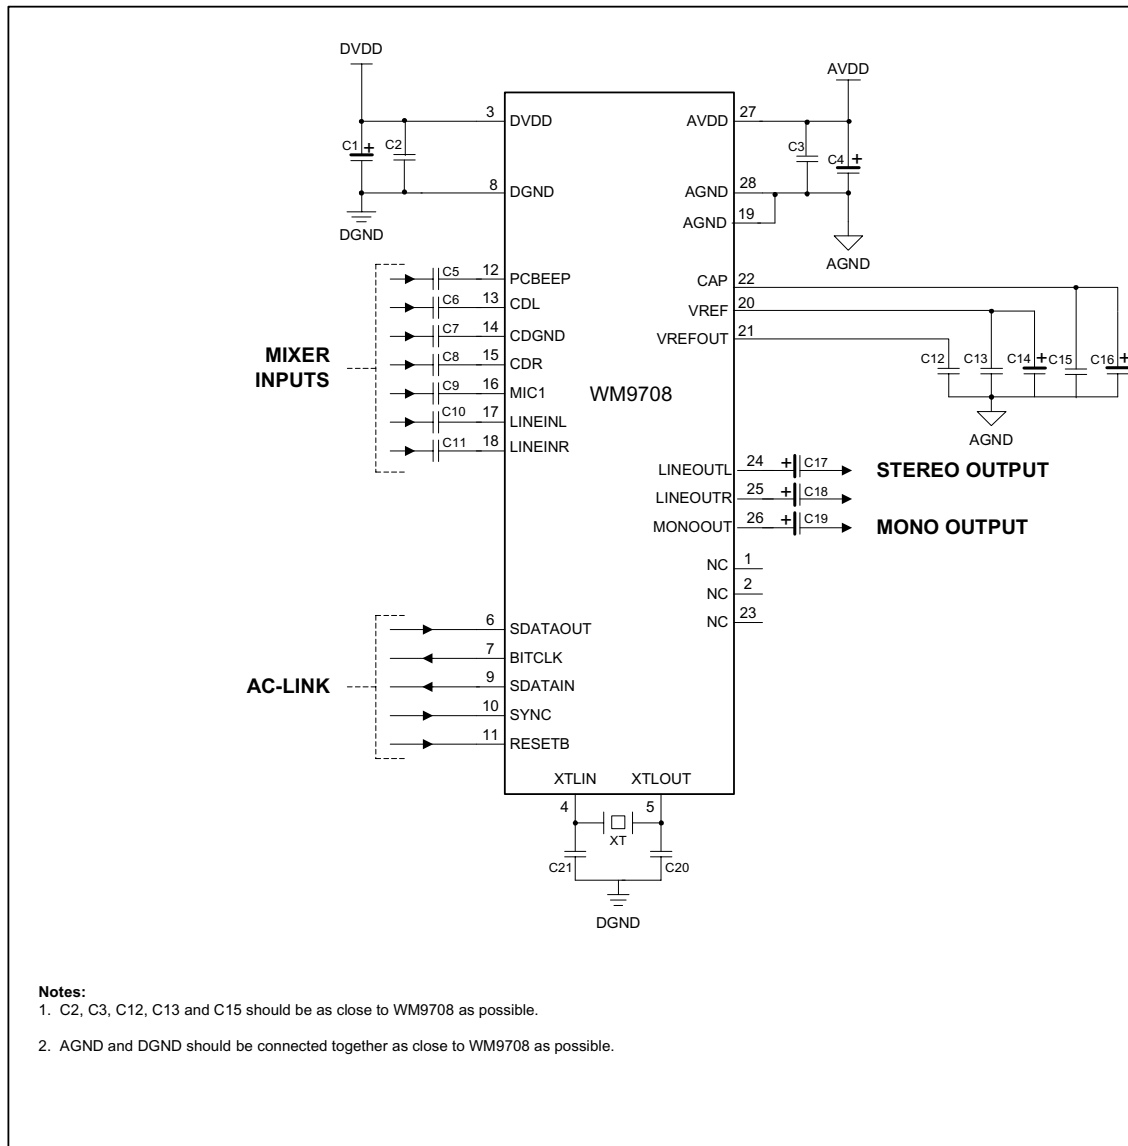 DVDD
AVDD
3 DVDD
AVDD 27
C1 +
C2
C3
C4 +
8 DGND
AGND 28
AGND 19
DGND
AGND
C5 12 PCBEEP
CAP 22
C6 13 CDL
VREF 20
C7 14 CDGND
VREFOUT 21
MIXER
INPUTS
C8 15 CDR
C12 C13 C14 + C15 C16 +
C9 16 MIC1
WM9708
C10 17 LINEINL
AGND
C11 18 LINEINR
LINEOUTL 24 + C17 STEREO OUTPUT
LINEOUTR 25 + C18
MONOOUT 26 + C19 MONO OUTPUT
NC 1
NC 2
NC 23
6 SDATAOUT
7 BITCLK
AC-LINK
9 SDATAIN
10 SYNC
11 RESETB
XTLIN XTLOUT
4 5
XT
C21 C20
DGND
Notes:
1. C2, C3, C12, C13 and C15 should be as close to WM9708 as possible.
2. AGND and DGND should be connected together as close to WM9708 as possible.